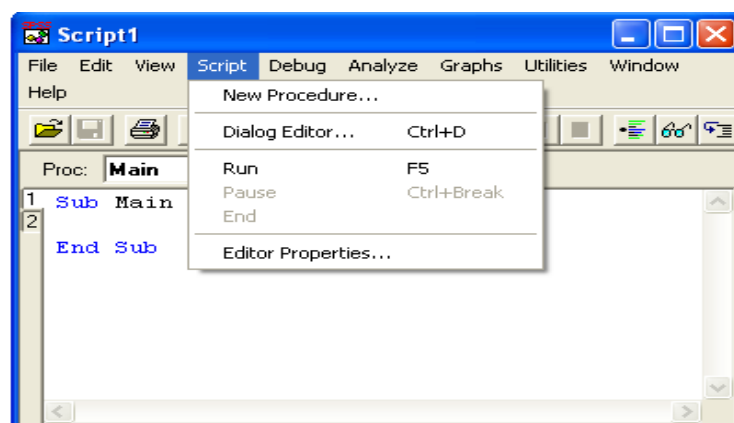 Script1
File Edit View Script Debug Analyze Graphs Utilities Window
Help
New Procedure...
Dialog Editor... Ctrl+D
Proc: Main
Run F5
Pause Ctrl+Break
End
Editor Properties...
1
2
Sub Main
End Sub